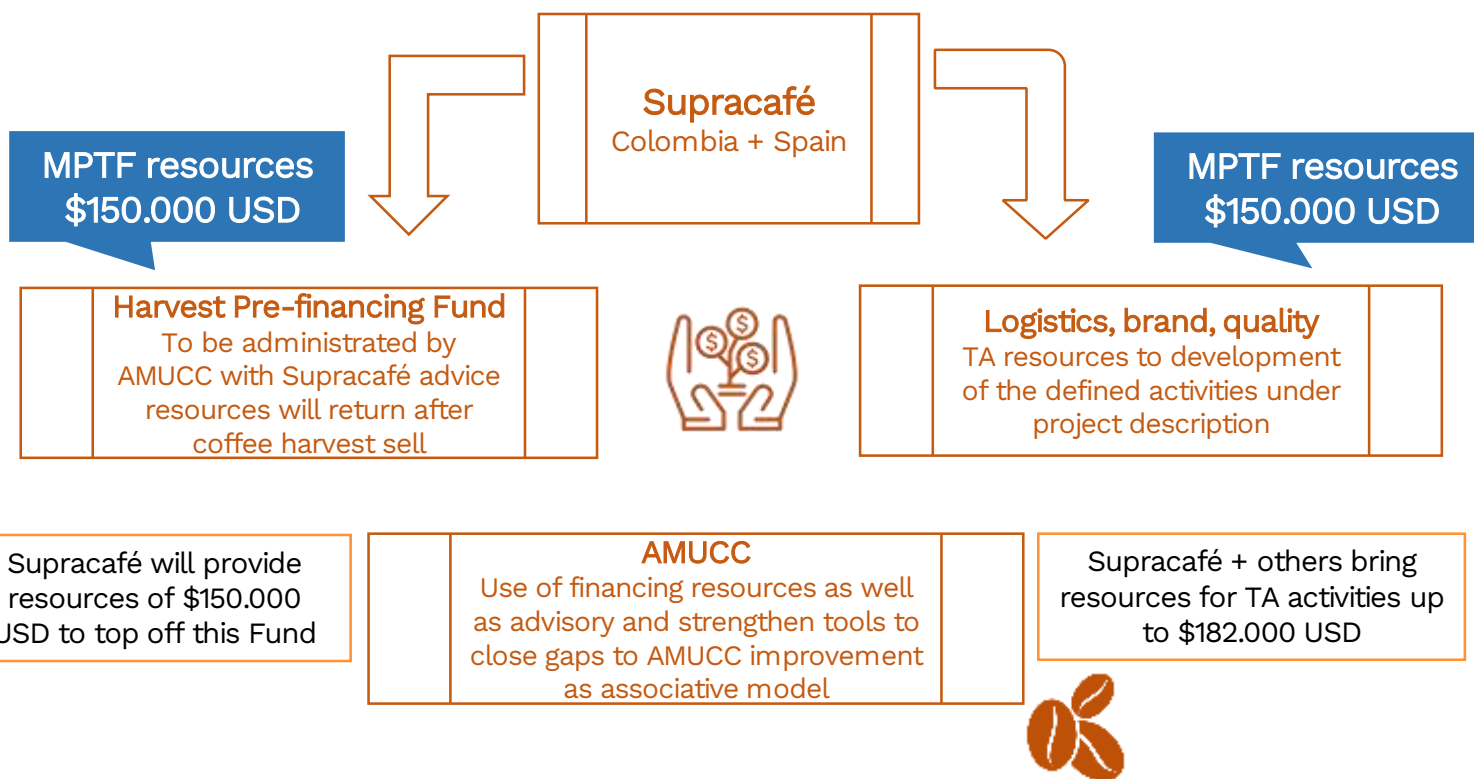 Supracafé
Colombia + Spain
MPTF resources
$150.000 USD
MPTF resources
$150.000 USD
Harvest Pre-financing Fund
To be administrated by
AMUCC with Supracafé advice
resources will return after
coffee harvest sell
Logistics, brand, quality
TA resources to development
of the defined activities under
project description
Supracafé will provide
resources of $150.000
USD to top off this Fund
AMUCC
Use of financing resources as well
as advisory and strengthen tools to
close gaps to AMUCC improvement
as associative model
Supracafé + others bring
resources for TA activities up
to $182.000 USD